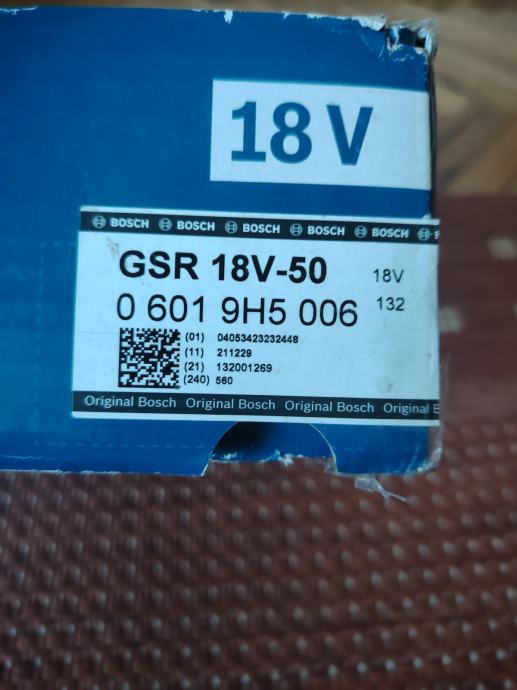 18 V
BOSCH BOSCH BOSCH BOSCH BOSCH
GSR 18V-50 18V
0 601 9H5 006 132
(01) 04053423232448
(11) 211229
(21) 132001269
(240) 560
Original Bosch Original Bosch Original Bosch Original B